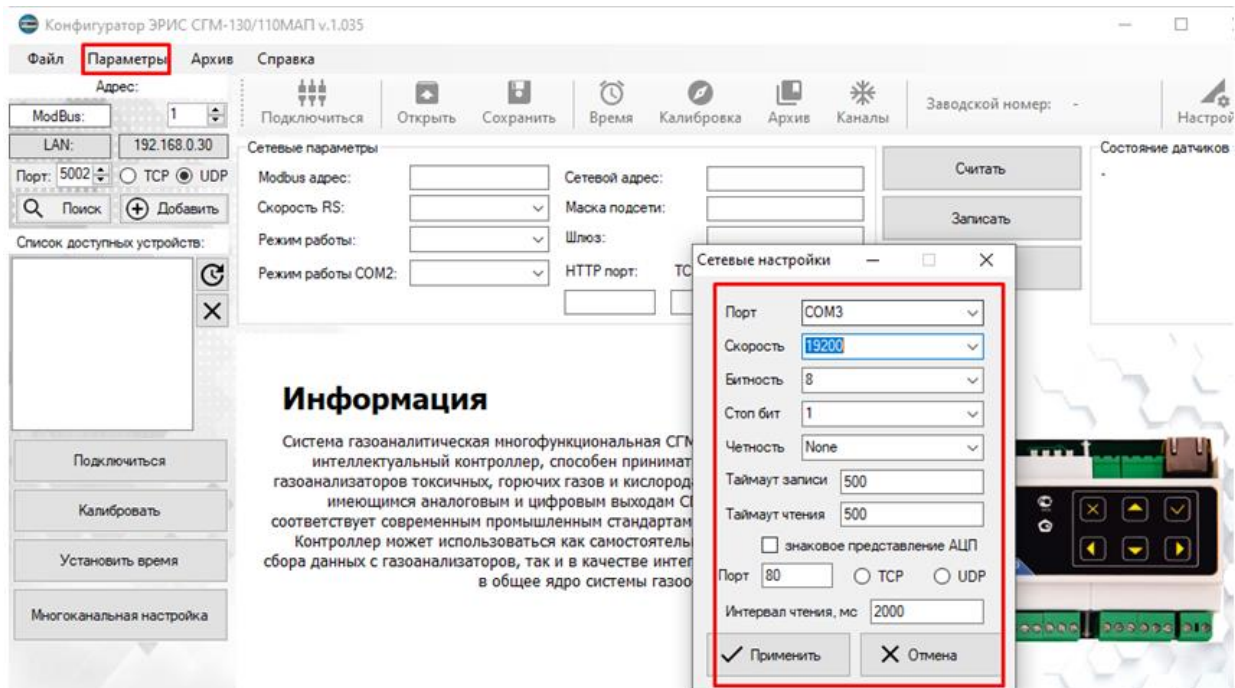 Конфигуратор ЭРИС СГМ-130/110МАП v.1.035
Файл Параметры Архив Справка
Адрес:
ModBus: 1
LAN: 192.168.0.30
Порт: 5002 TCP UDP
Поиск Добавить
Список доступных устройств:
Подключиться
Калибровать
Установить время
Многоканальная настройка
Подключиться Открыть Сохранить Время Калибровка Архив Каналы Заводской номер: - Настрой
Сетевые параметры
Modbus адрес: Сетевой адрес:
Скорость RS: Маска подсети:
Режим работы: Шлюз:
Режим работы COM2: HTTP порт: TC
Считать
Записать
Состояние датчиков
-
Информация
Система газоаналитическая многофункциональная СГМ
интеллектуальный контроллер, способен принимат
газоанализаторов токсичных, горючих газов и кислород
имеющимся аналоговым и цифровым выходам
соответствует современным промышленным стандартам
Контроллер может использоваться как самостоятель
сбора данных с газоанализаторов, так и в качестве интег
в общее ядро системы газоо
Сетевые настройки
Порт COM3
Скорость 19200
Битность 8
Стоп бит 1
Четность None
Таймаут записи 500
Таймаут чтения 500
знаковое представление АЦП
Порт 80 TCP UDP
Интервал чтения, мс 2000
Применить Отмена